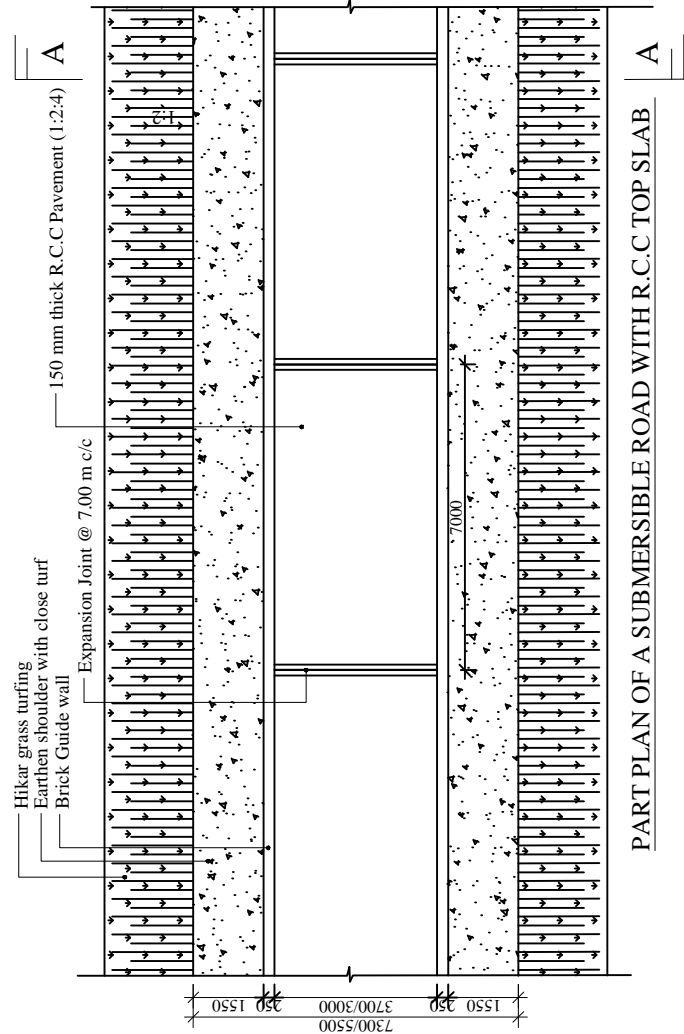 Hikar grass turfing
Earthen shoulder with close turf
Brick Guide wall
Expansion Joint @ 7.00 m c/c
150 mm thick R.C.C Pavement (1:2:4)
1:2
A
A
7000
1550
250
3700/3000
250
1550
7300/5500
PART PLAN OF A SUBMERSIBLE ROAD WITH R.C.C TOP SLAB